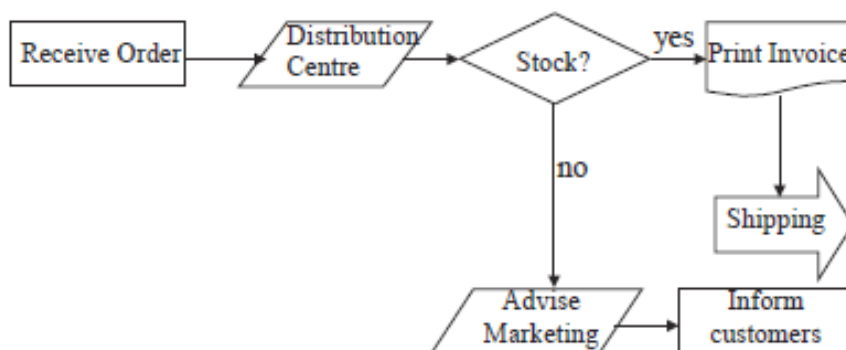 Receive Order
Distribution
Centre
Stock?
yes
Print Invoice
no
Shipping
Advise
Marketing
Inform
customers